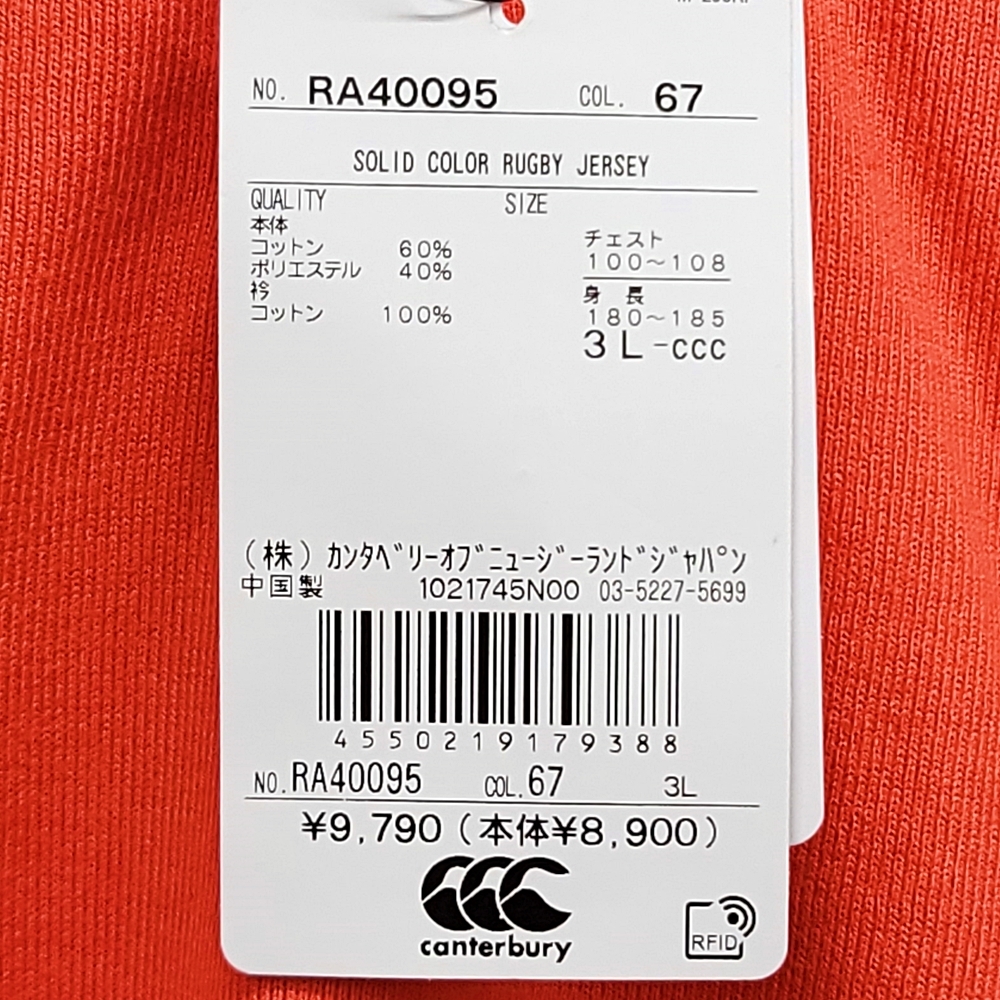 NO. RA40095 COL. 67
SOLID COLOR RUGBY JERSEY
QUALITY SIZE
本体
コットン 60%
ポリエステル 40%
衿
コットン 100%
チェスト
100～108
身 長
180～185
3L-ccc
(株)カンタベリーオブニュージーランドジャパン
中国製 1021745N00 03-5227-5699
4550219179388
NO. RA40095 COL. 67 3L
¥9,790(本体¥8,900)
canterbury
RFID